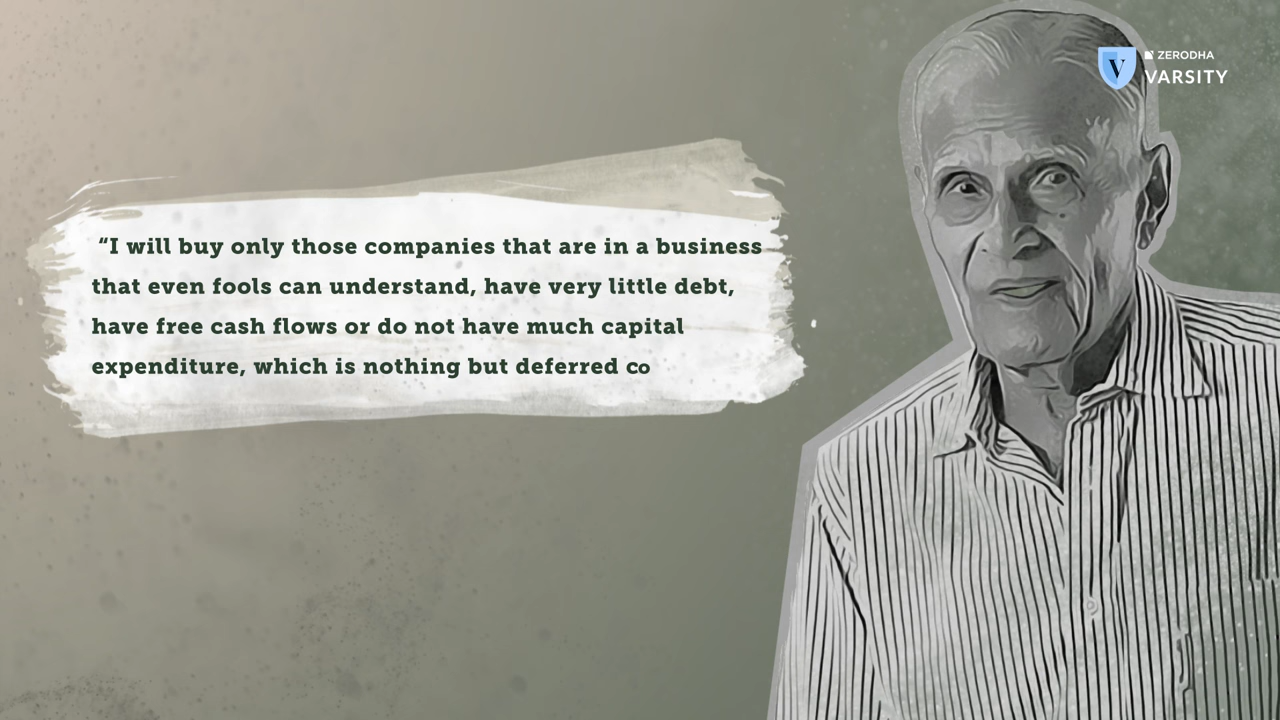 ZERODHA
VARSITY
“I will buy only those companies that are in a business
that even fools can understand, have very little debt,
have free cash flows or do not have much capital
expenditure, which is nothing but deferred co